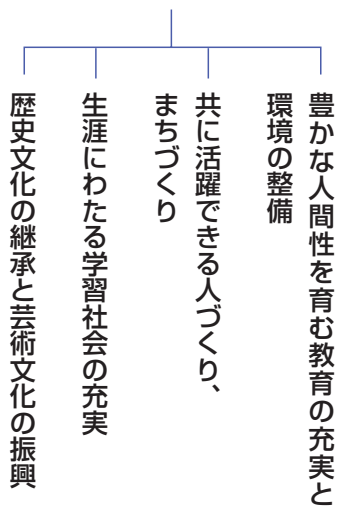 豊かな人間性を育む教育の充実と
環境の整備
共に活躍できる人づくり、
まちづくり
生涯にわたる学習社会の充実
歴史文化の継承と芸術文化の振興